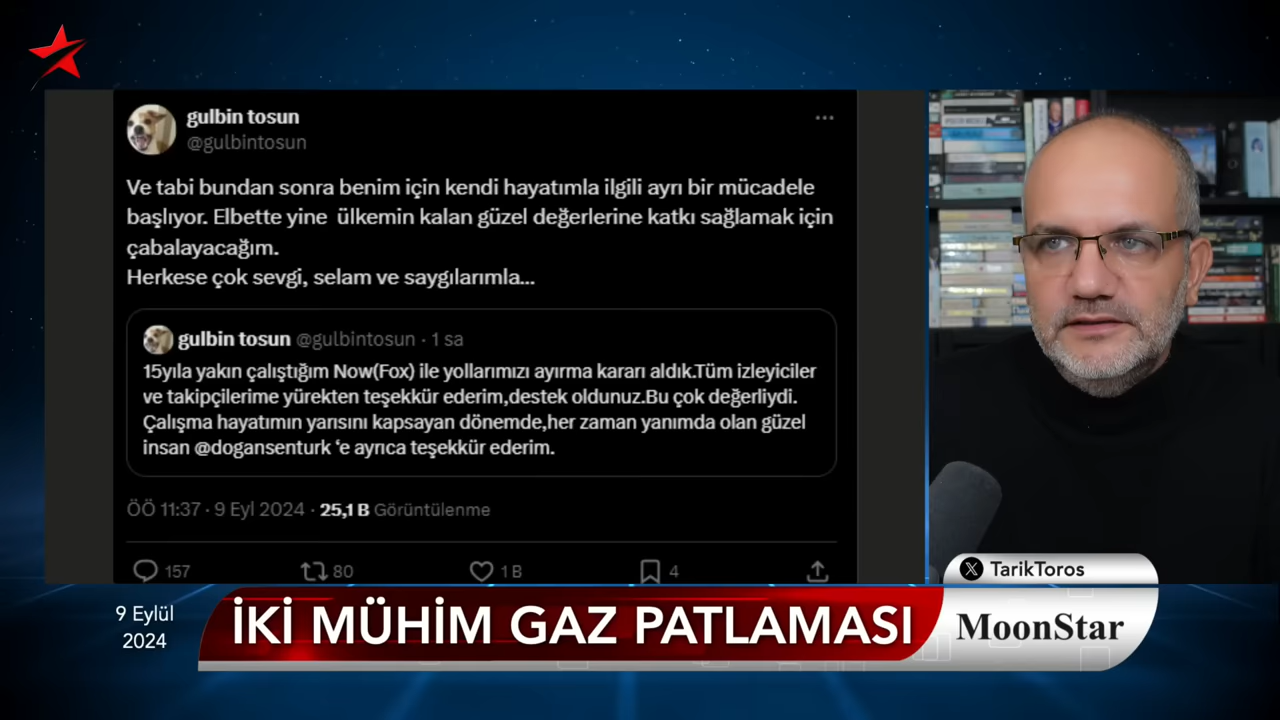 gulbin tosun
@gulbintosun
Ve tabi bundan sonra benim için kendi hayatımla ilgili ayrı bir mücadele
başlıyor. Elbette yine ülkemin kalan güzel değerlerine katkı sağlamak için
çabalayacağım.
Herkese çok sevgi, selam ve saygılarımla...
gulbin tosun @gulbintosun · 1 sa
15yıla yakın çalıştığım Now(Fox) ile yollarımızı ayırma kararı aldık.Tüm izleyiciler
ve takipçilerime yürekten teşekkür ederim,destek oldunuz.Bu çok değerliydi.
Çalışma hayatımın yarısını kapsayan dönemde,her zaman yanımda olan güzel
insan @dogansenturk ‘e ayrıca teşekkür ederim.
ÖÖ 11:37 · 9 Eyl 2024 · 25,1 B Görüntülenme
157 80 1 B 4
X TarikToros
9 Eylül
2024
İKİ MÜHİM GAZ PATLAMASI
MoonStar